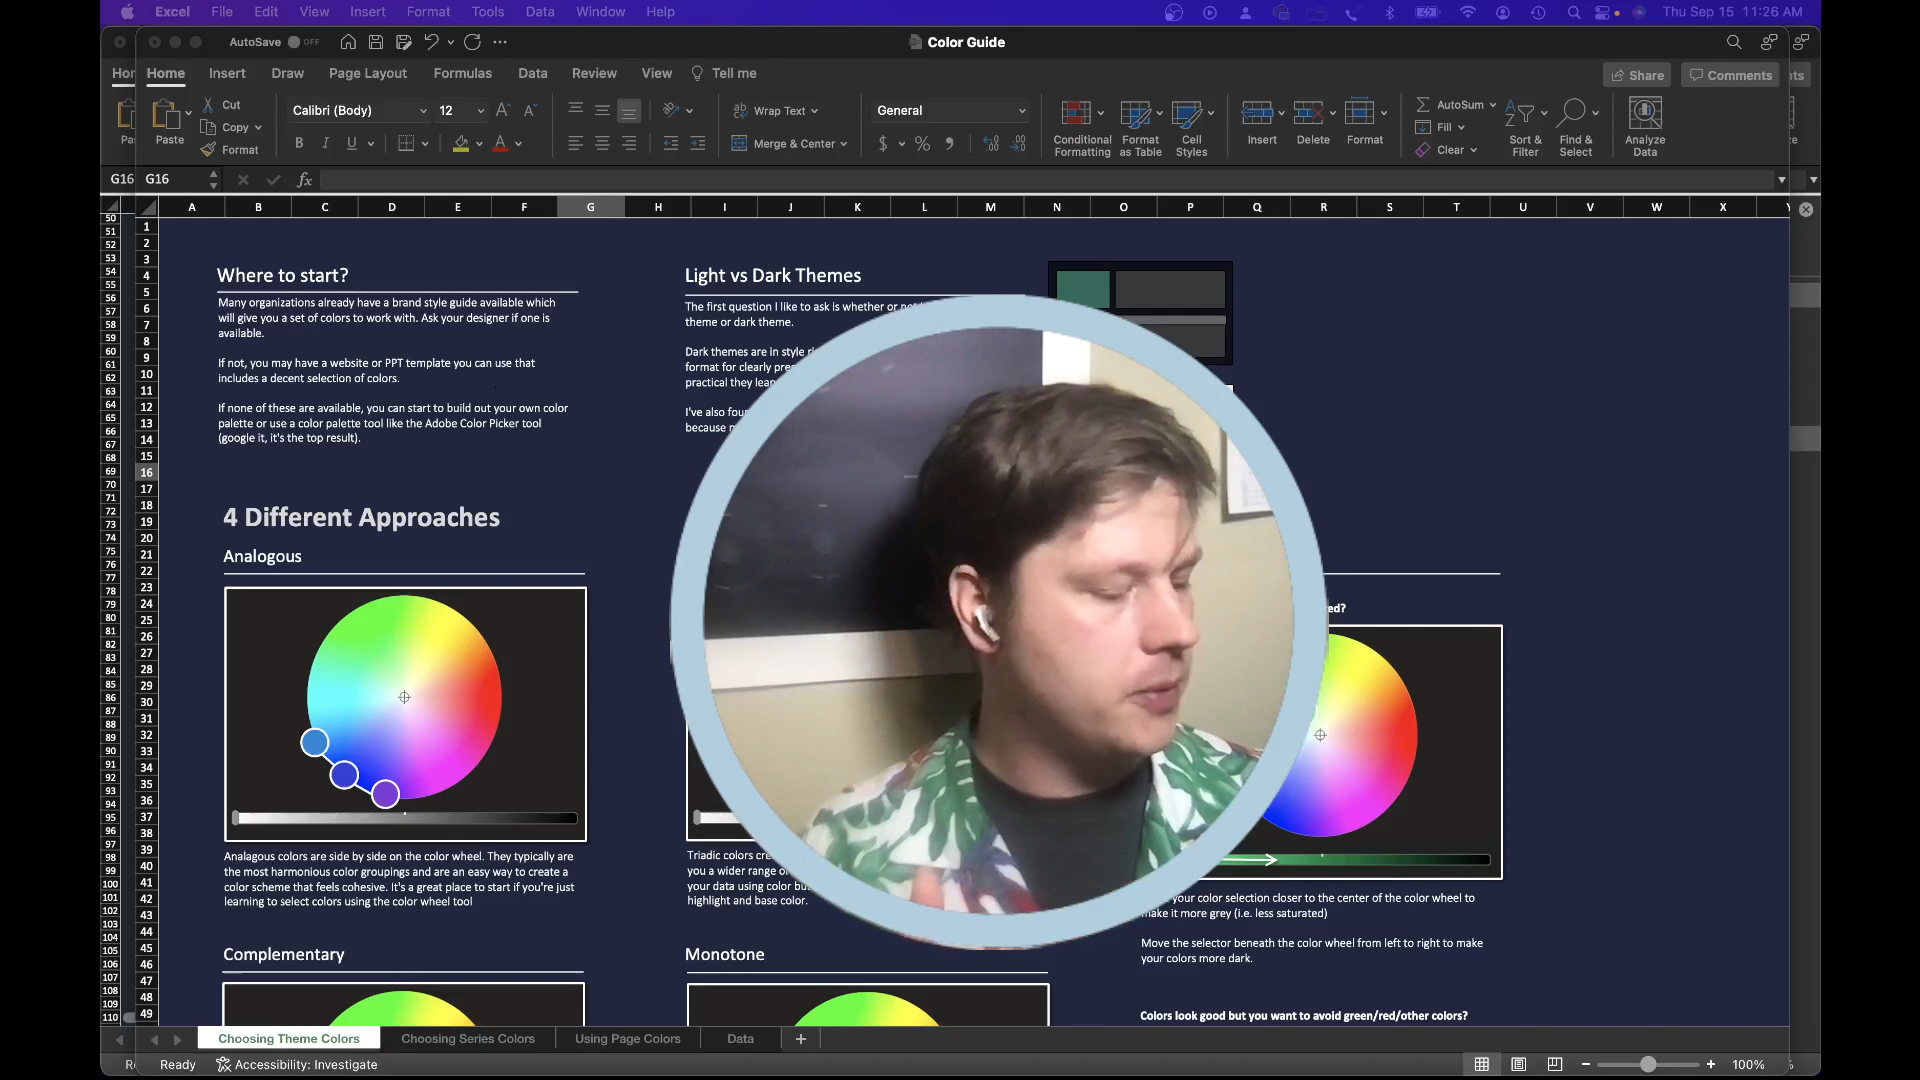 Excel File Edit View Insert Format Tools Data Window Help Thu Sep 15 11:26 AM
AutoSave OFF Color Guide
Home Insert Draw Page Layout Formulas Data Review View Tell me Share Comments
Cut
Copy
Format
Paste
Calibri (Body) 12
B I U
Wrap Text
Merge & Center
General
$ %
Conditional Formatting
Format as Table
Cell Styles
Insert Delete Format
AutoSum
Fill
Clear
Sort & Filter
Find & Select
Analyze Data
G16 G16 fx
A B C D E F G H I J K L M N O P Q R S T U V W X
Where to start?
Many organizations already have a brand style guide available which
will give you a set of colors to work with. Ask your designer if one is
available.
If not, you may have a website or PPT template you can use that
includes a decent selection of colors.
If none of these are available, you can start to build out your own color
palette or use a color palette tool like the Adobe Color Picker tool
(google it, it's the top result).
Light vs Dark Themes
The first question I like to ask is whether or not
theme or dark theme.
Dark themes are in style
format for clearly
practical they
I've also
because
4 Different Approaches
Analogous
Analagous colors are side by side on the color wheel. They typically are
the most harmonious color groupings and are an easy way to create a
color scheme that feels cohesive. It's a great place to start if you're just
learning to select colors using the color wheel tool
Triadic colors
you a wider range
your data using color
highlight and base color.
your color selection closer to the center of the color wheel to
make it more grey (i.e. less saturated)
Move the selector beneath the color wheel from left to right to make
your colors more dark.
Complementary
Monotone
Colors look good but you want to avoid green/red/other colors?
Choosing Theme Colors Choosing Series Colors Using Page Colors Data +
Ready Accessibility: Investigate 100%